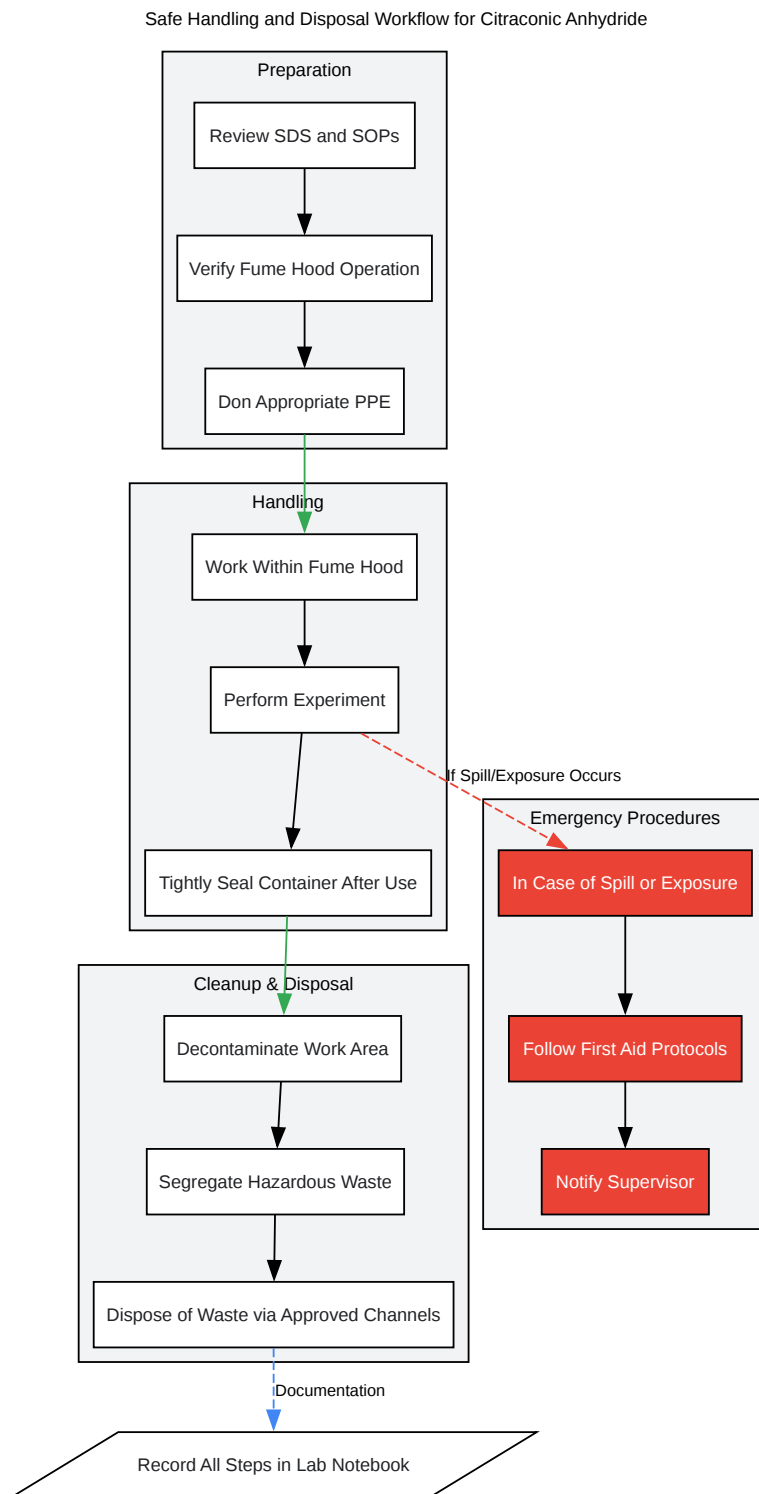 Safe Handling and Disposal Workflow for Citraconic Anhydride
Preparation
Review SDS and SOPs
Verify Fume Hood Operation
Don Appropriate PPE
Handling
Work Within Fume Hood
Perform Experiment
If Spill/Exposure Occurs
Tightly Seal Container After Use
Emergency Procedures
In Case of Spill or Exposure
Follow First Aid Protocols
Notify Supervisor
Cleanup & Disposal
Decontaminate Work Area
Segregate Hazardous Waste
Dispose of Waste via Approved Channels
Documentation
Record All Steps in Lab Notebook